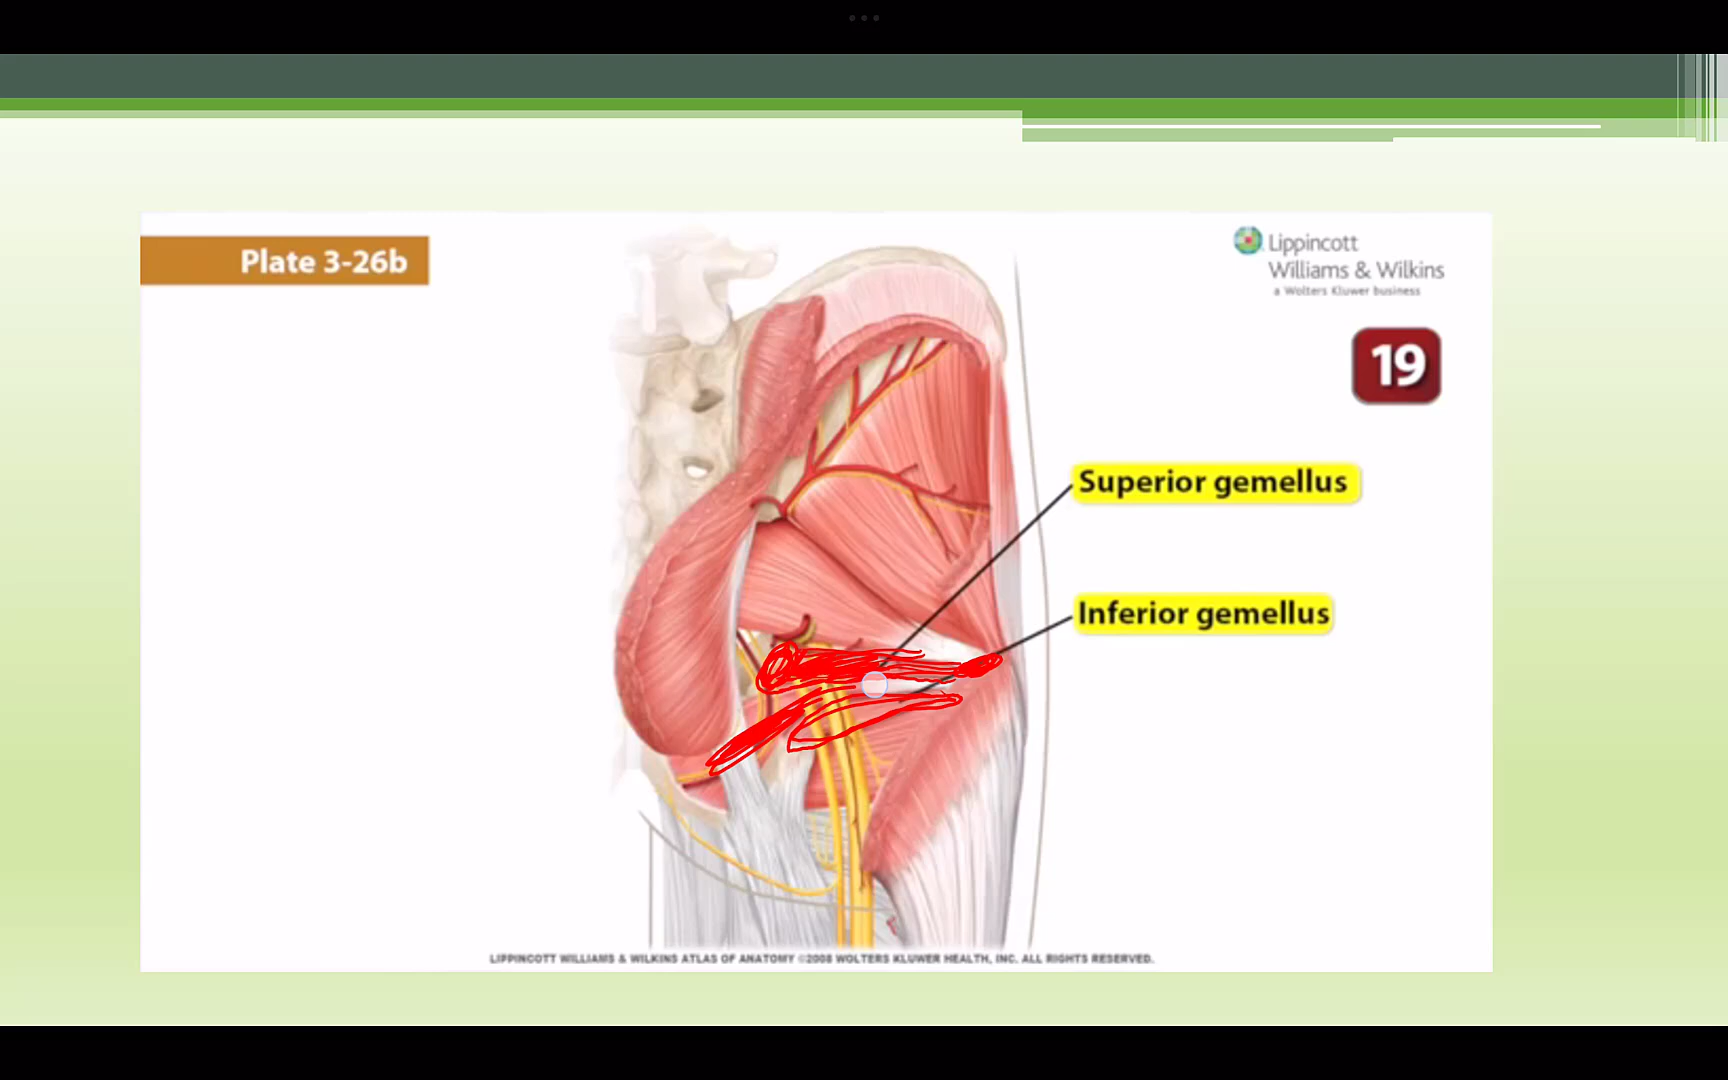 Plate 3-26b
Lippincott
Williams & Wilkins
a Wolters Kluwer business
19
Superior gemellus
Inferior gemellus
LIPPINCOTT WILLIAMS & WILKINS ATLAS OF ANATOMY ©2008 WOLTERS KLUWER HEALTH, INC. ALL RIGHTS RESERVED.